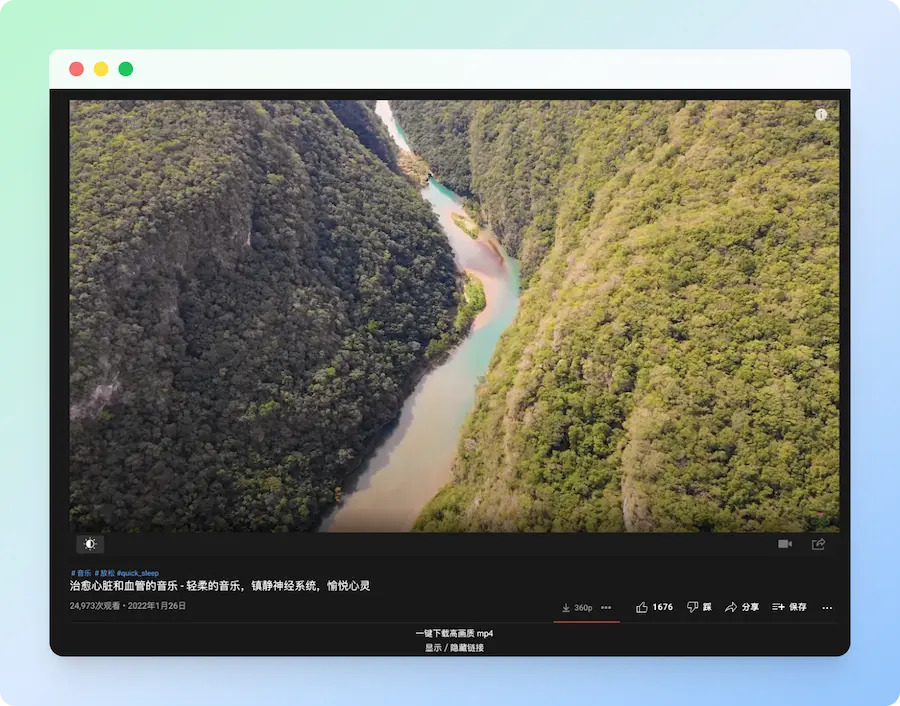 # 音乐 # 放松 #quick_sleep
治愈心脏和血管的音乐 - 轻柔的音乐，镇静神经系统，愉悦心灵
24,973次观看 • 2022年1月26日
360p ••• 1676 踩 分享 保存 ...
一键下载高画质 mp4
显示 / 隐藏链接